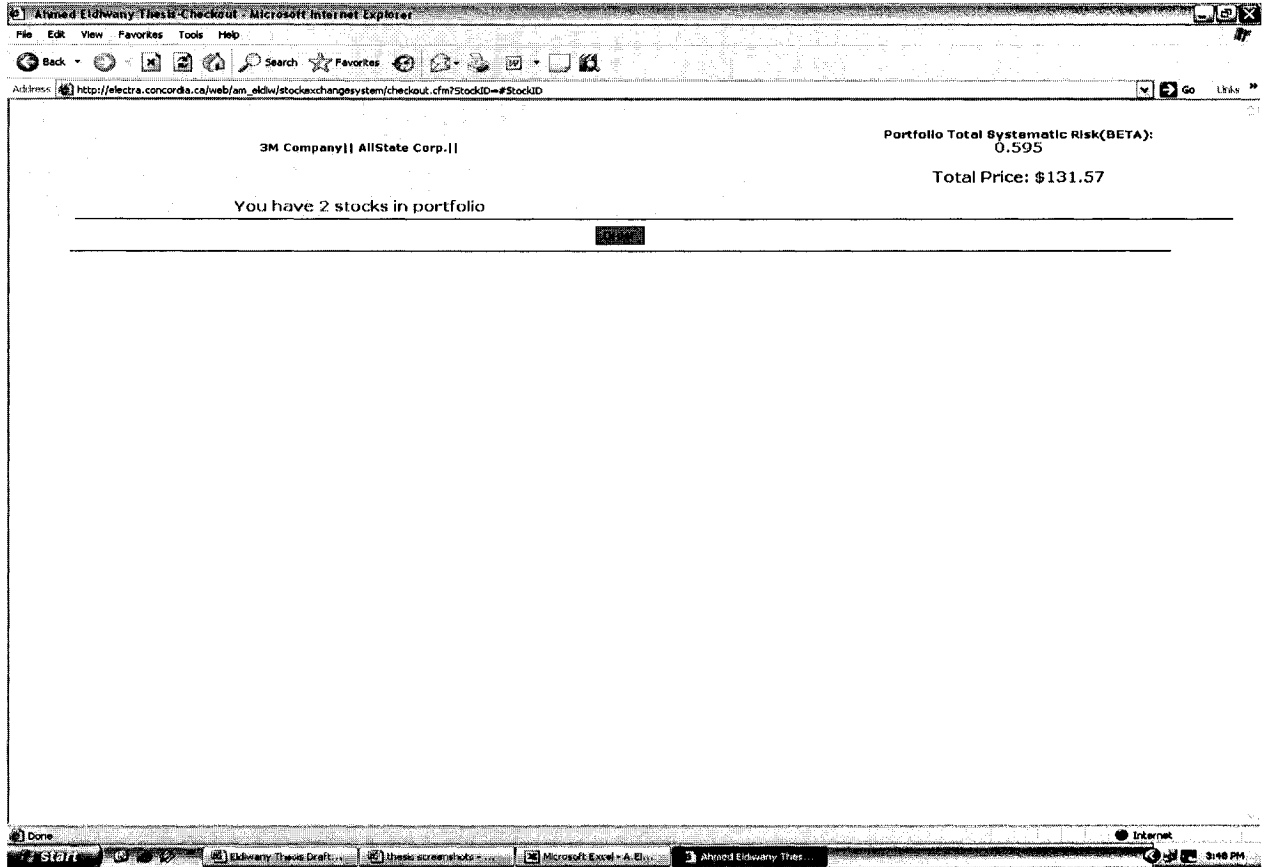 Ahmed Eldiwany Thesis-Checkout - Microsoft Internet Explorer
File Edit View Favorites Tools Help
Back Search Favorites
Address http://electra.concordia.ca/web/am_eldiw/stockexchangesystem/checkout.cfm?StockID=#StockID Go Links »
Portfolio Total Systematic Risk(BETA):
3M Company|| AllState Corp.||
0.595
Total Price: $131.57
You have 2 stocks in portfolio
Done Internet
start Eldiwany Thesis Draft... thesis screenshots - ... Microsoft Excel - A.El... Ahmed Eldiwany Thes... 3:48 PM